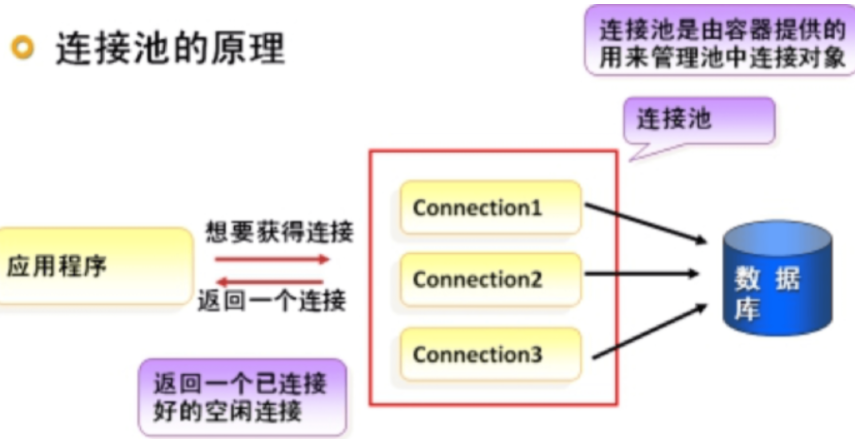 连接池的原理
连接池是由容器提供的
用来管理池中连接对象
连接池
应用程序
想要获得连接
返回一个连接
Connection1
Connection2
Connection3
数 据
库
返回一个已连接
好的空闲连接